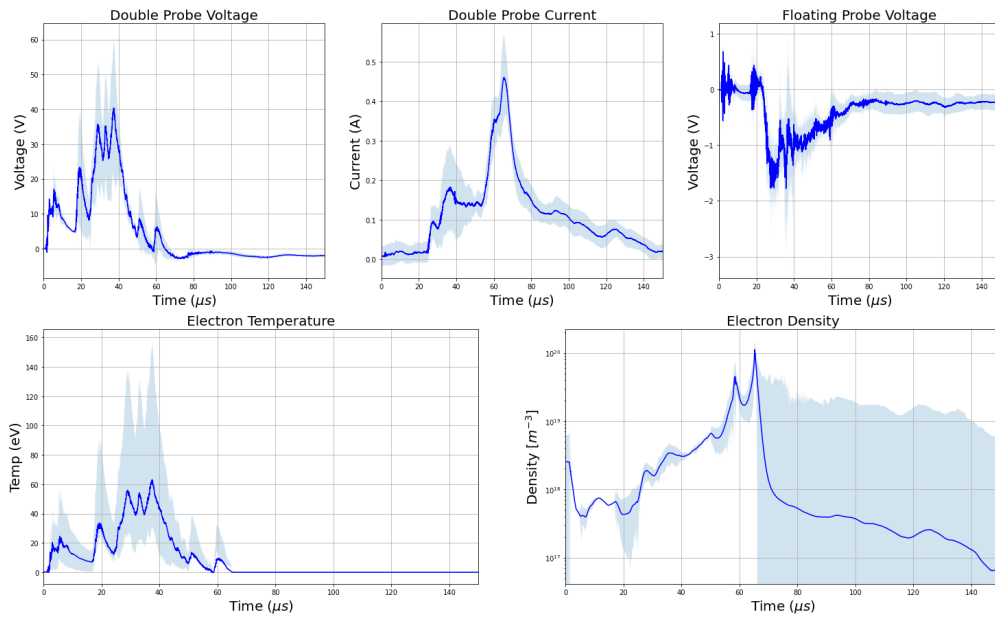 Double Probe Voltage
Double Probe Current
Floating Probe Voltage
Voltage (V)
60
50
40
30
20
10
0
0 20 40 60 80 100 120 140
Time (μs)
Current (A)
0.5
0.4
0.3
0.2
0.1
0.0
0 20 40 60 80 100 120 140
Time (μs)
Voltage (V)
1
0
−1
−2
−3
0 20 40 60 80 100 120 140
Time (μs)
Electron Temperature
Electron Density
Temp (eV)
160
140
120
100
80
60
40
20
0
0 20 40 60 80 100 120 140
Time (μs)
Density [m⁻³]
10²⁰
10¹⁹
10¹⁸
10¹⁷
0 20 40 60 80 100 120 140
Time (μs)